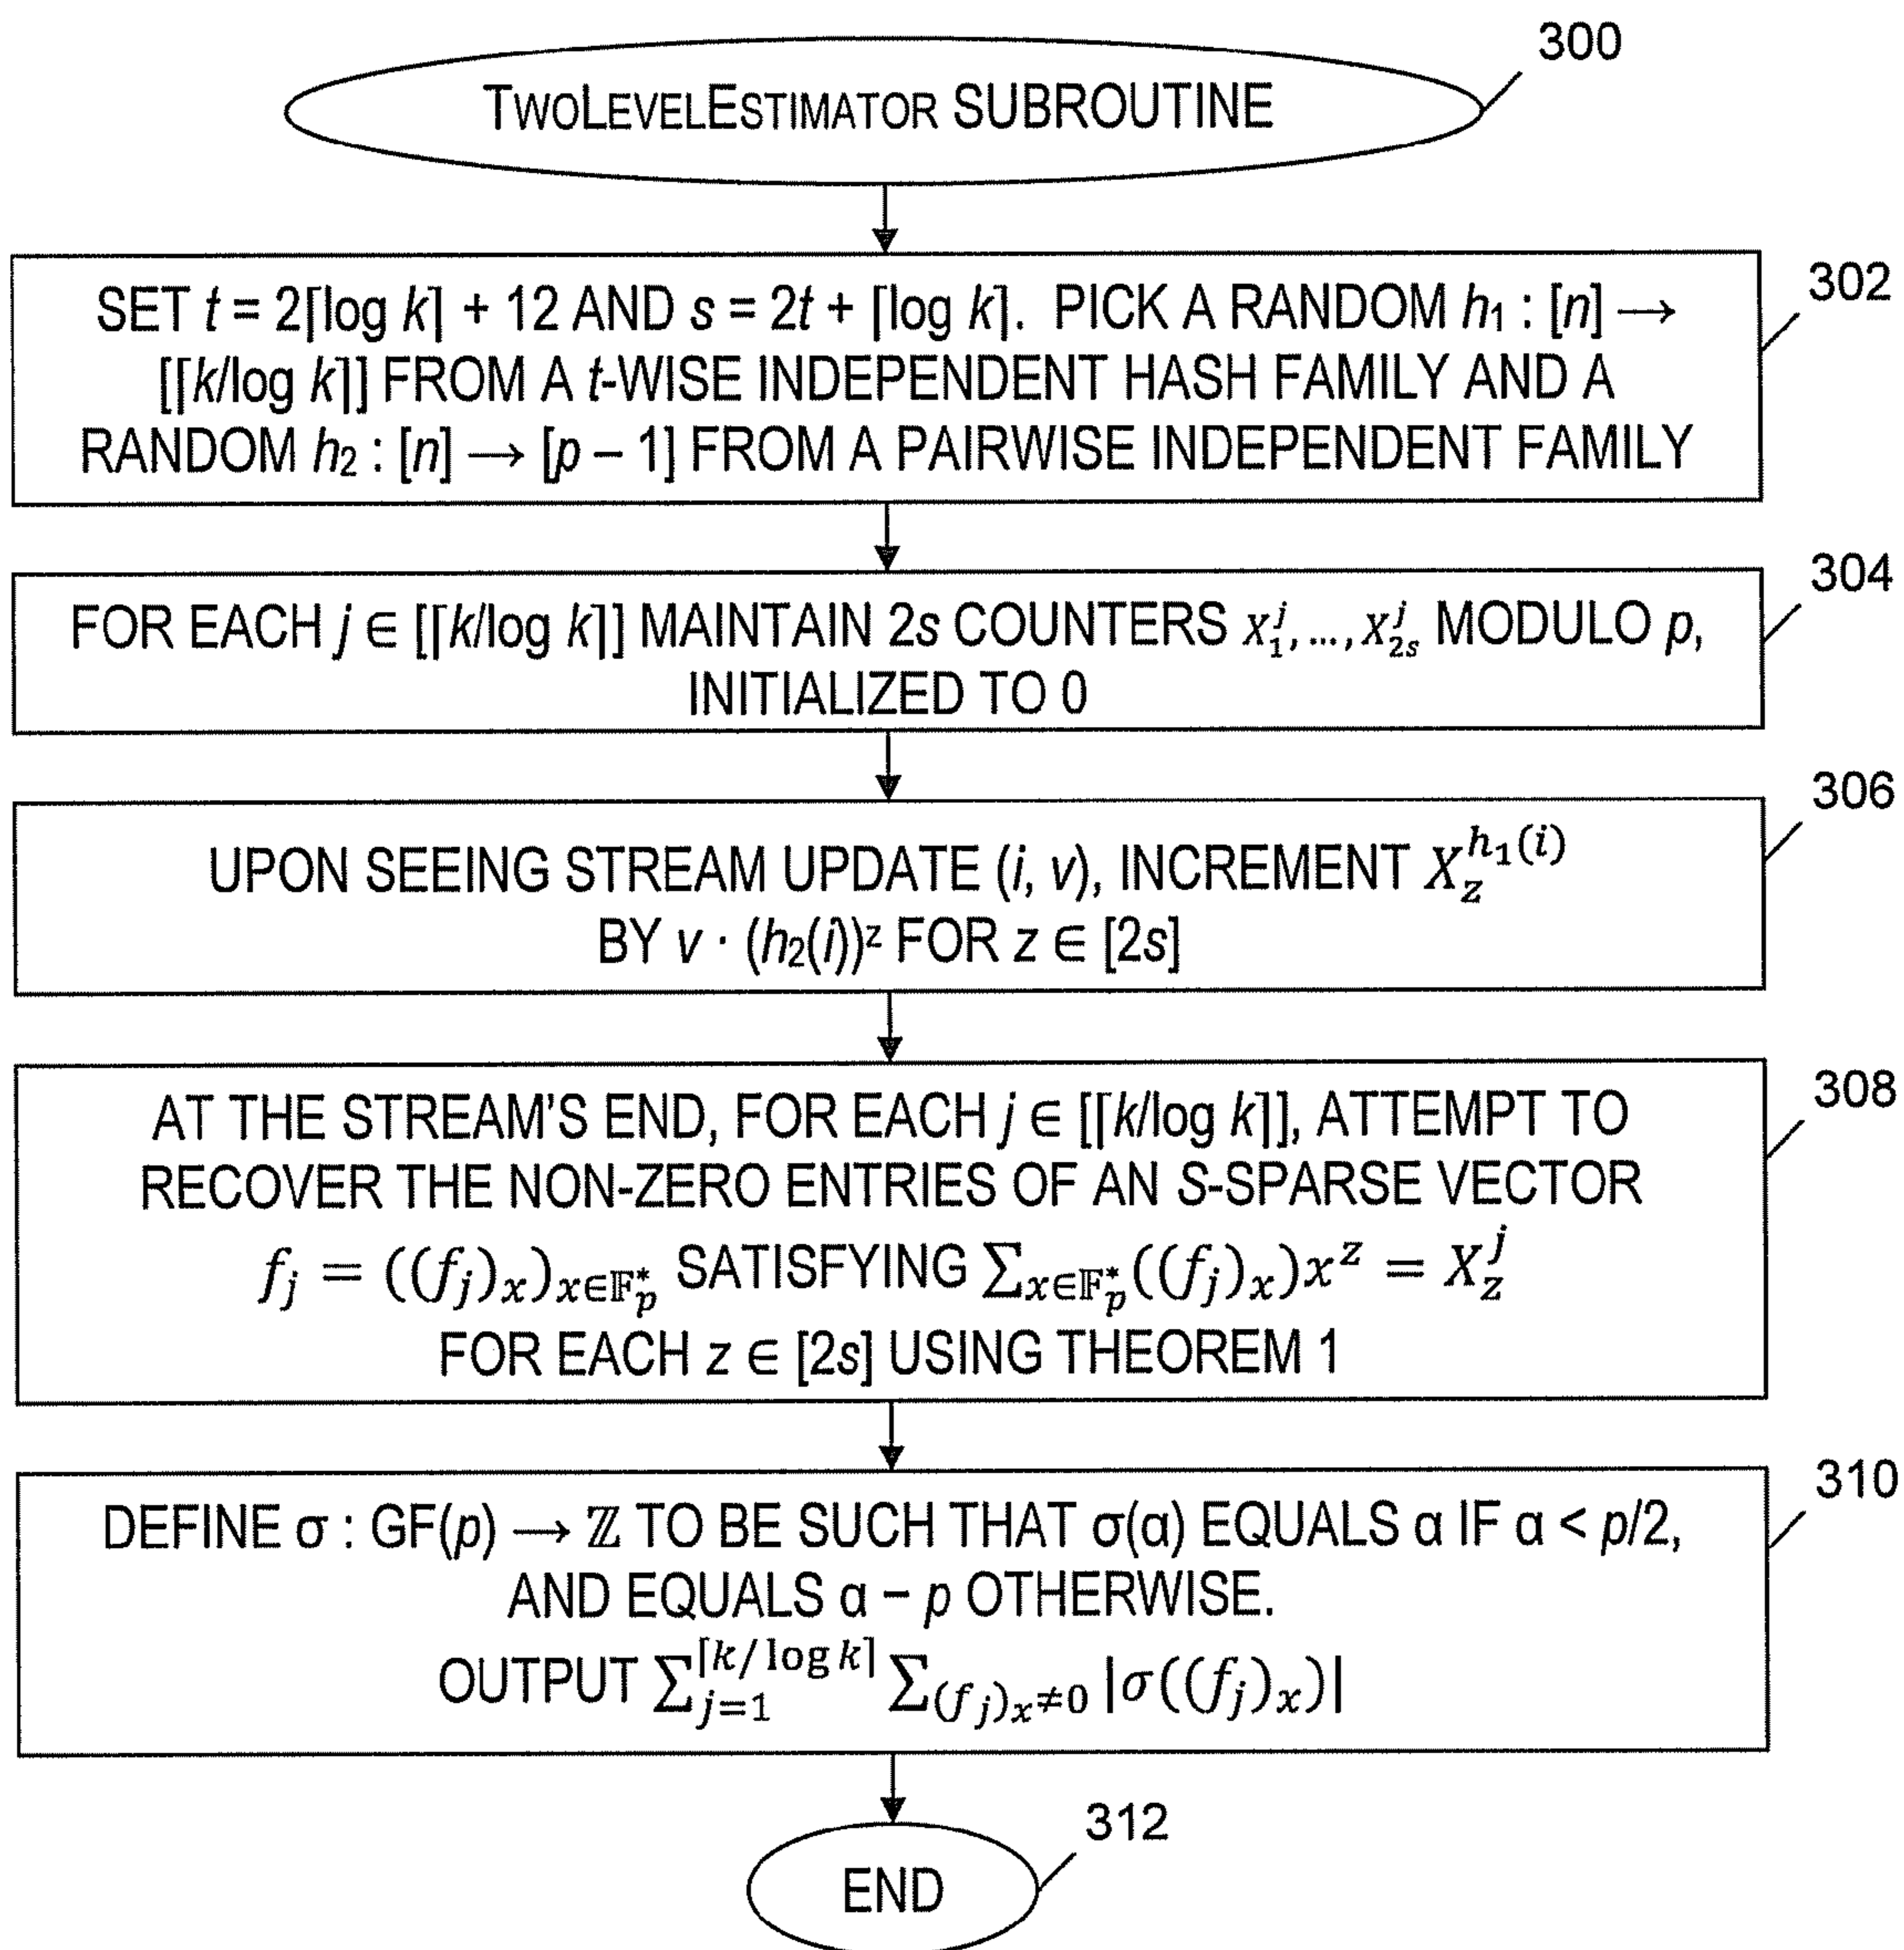 300
TWOLEVELESTIMATOR SUBROUTINE
302
SET t = 2⌈log k⌉ + 12 AND s = 2t + ⌈log k⌉. PICK A RANDOM h₁ : [n] →
[⌈k/log k⌉] FROM A t-WISE INDEPENDENT HASH FAMILY AND A
RANDOM h₂ : [n] → [p – 1] FROM A PAIRWISE INDEPENDENT FAMILY
304
FOR EACH j ∈ [⌈k/log k⌉] MAINTAIN 2s COUNTERS X₁ʲ, ..., X₂ₛʲ MODULO p,
INITIALIZED TO 0
306
UPON SEEING STREAM UPDATE (i, v), INCREMENT X_z^{h₁(i)}
BY v · (h₂(i))ᶻ FOR z ∈ [2s]
308
AT THE STREAM'S END, FOR EACH j ∈ [⌈k/log k⌉], ATTEMPT TO
RECOVER THE NON-ZERO ENTRIES OF AN S-SPARSE VECTOR
f_j = ((f_j)_x)_{x∈𝔽_p^*} SATISFYING ∑_{x∈𝔽_p^*}((f_j)_x)x^z = X_z^j
FOR EACH z ∈ [2s] USING THEOREM 1
310
DEFINE σ : GF(p) → ℤ TO BE SUCH THAT σ(α) EQUALS α IF α < p/2,
AND EQUALS α – p OTHERWISE.
OUTPUT ∑_{j=1}^{⌈k/log k⌉} ∑_{(f_j)_x≠0} |σ((f_j)_x)|
312
END